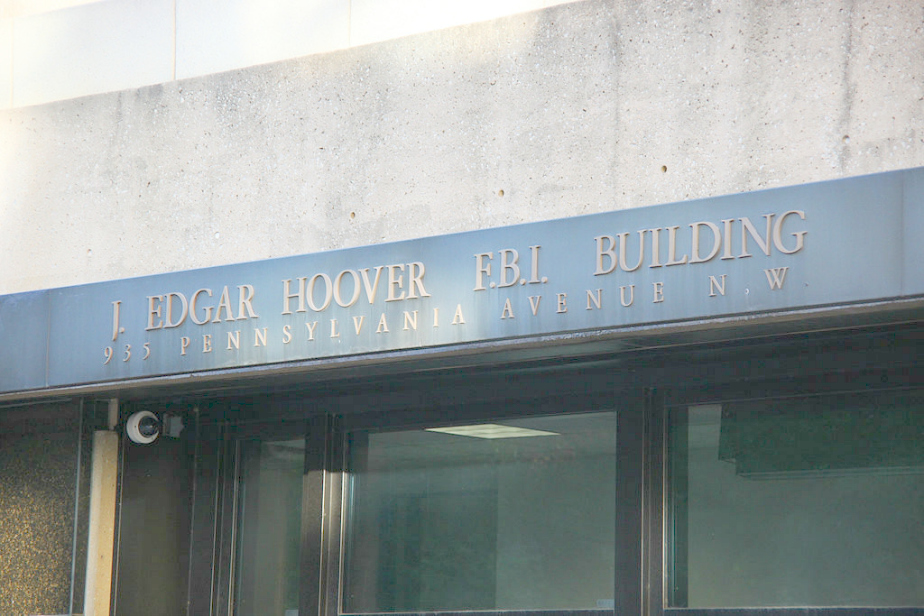 J. EDGAR HOOVER F.B.I. BUILDING
935 PENNSYLVANIA AVENUE N.W